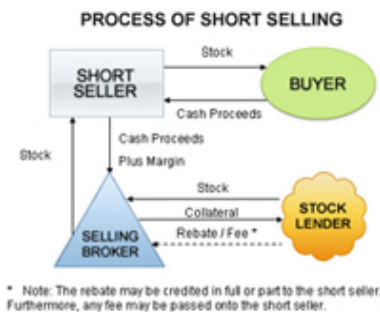 PROCESS OF SHORT SELLING
Stock
SHORT
SELLER
BUYER
Cash Proceeds
Cash Proceeds
Plus Margin
Stock
Stock
Collateral
Rebate / Fee *
SELLING
BROKER
STOCK
LENDER
* Note: The rebate may be credited in full or part to the short seller.
Furthermore, any fee may be passed onto the short seller.